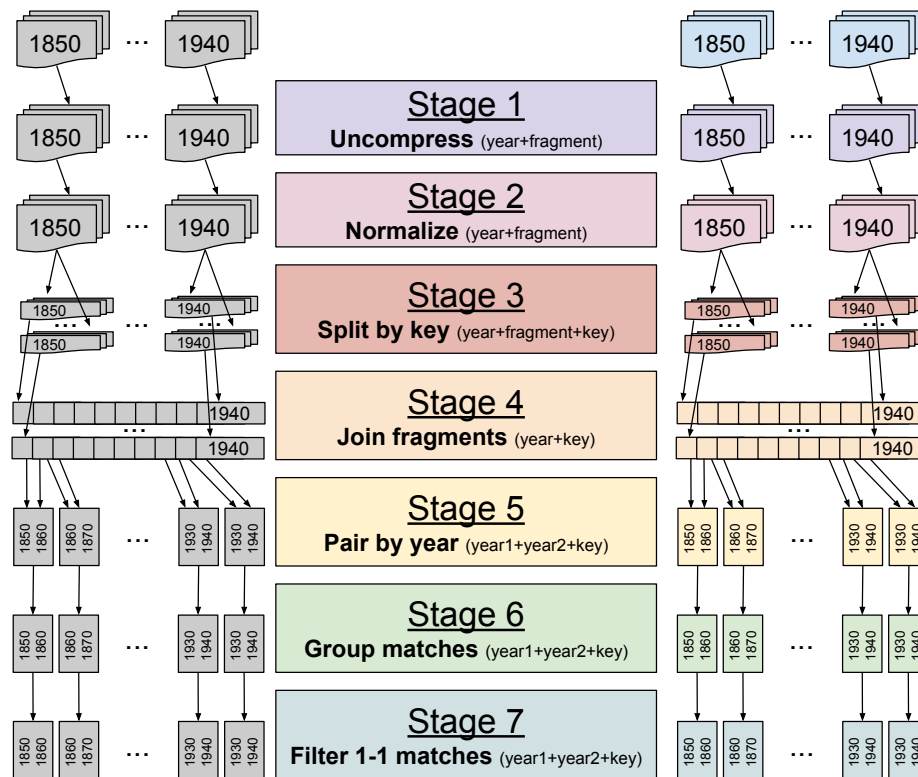 1850 ... 1940 1850 ... 1940
Stage 1
Uncompress (year+fragment)
1850 ... 1940 1850 ... 1940
Stage 2
Normalize (year+fragment)
1850 ... 1940 1850 ... 1940
Stage 3
Split by key (year+fragment+key)
1850 1940 1850 1940
... ... ... ... ... ...
1850 1940 1850 1940
Stage 4
Join fragments (year+key)
1940 1940
... ...
1940 1940
Stage 5
Pair by year (year1+year2+key)
1850 1860 1930 1930 1850 1860 1930 1930
1860 1870 ... 1940 1940 1860 1870 ... 1940 1940
Stage 6
Group matches (year1+year2+key)
1850 1860 1930 1930 1850 1860 1930 1930
1860 1870 ... 1940 1940 1860 1870 ... 1940 1940
Stage 7
Filter 1-1 matches (year1+year2+key)
1850 1860 1930 1930 1850 1860 1930 1930
1860 1870 ... 1940 1940 1860 1870 ... 1940 1940